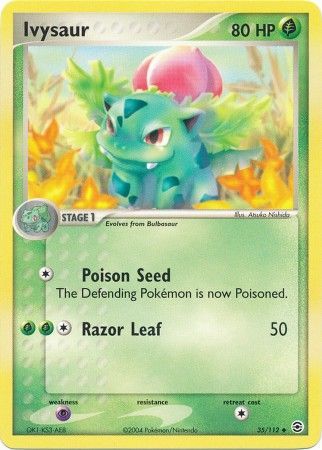 Ivysaur 80 HP
Illus. Atsuko Nishida
STAGE 1
Evolves from Bulbasaur
Poison Seed
The Defending Pokémon is now Poisoned.
Razor Leaf 50
weakness resistance retreat cost
©2004 Pokémon/Nintendo 35/112